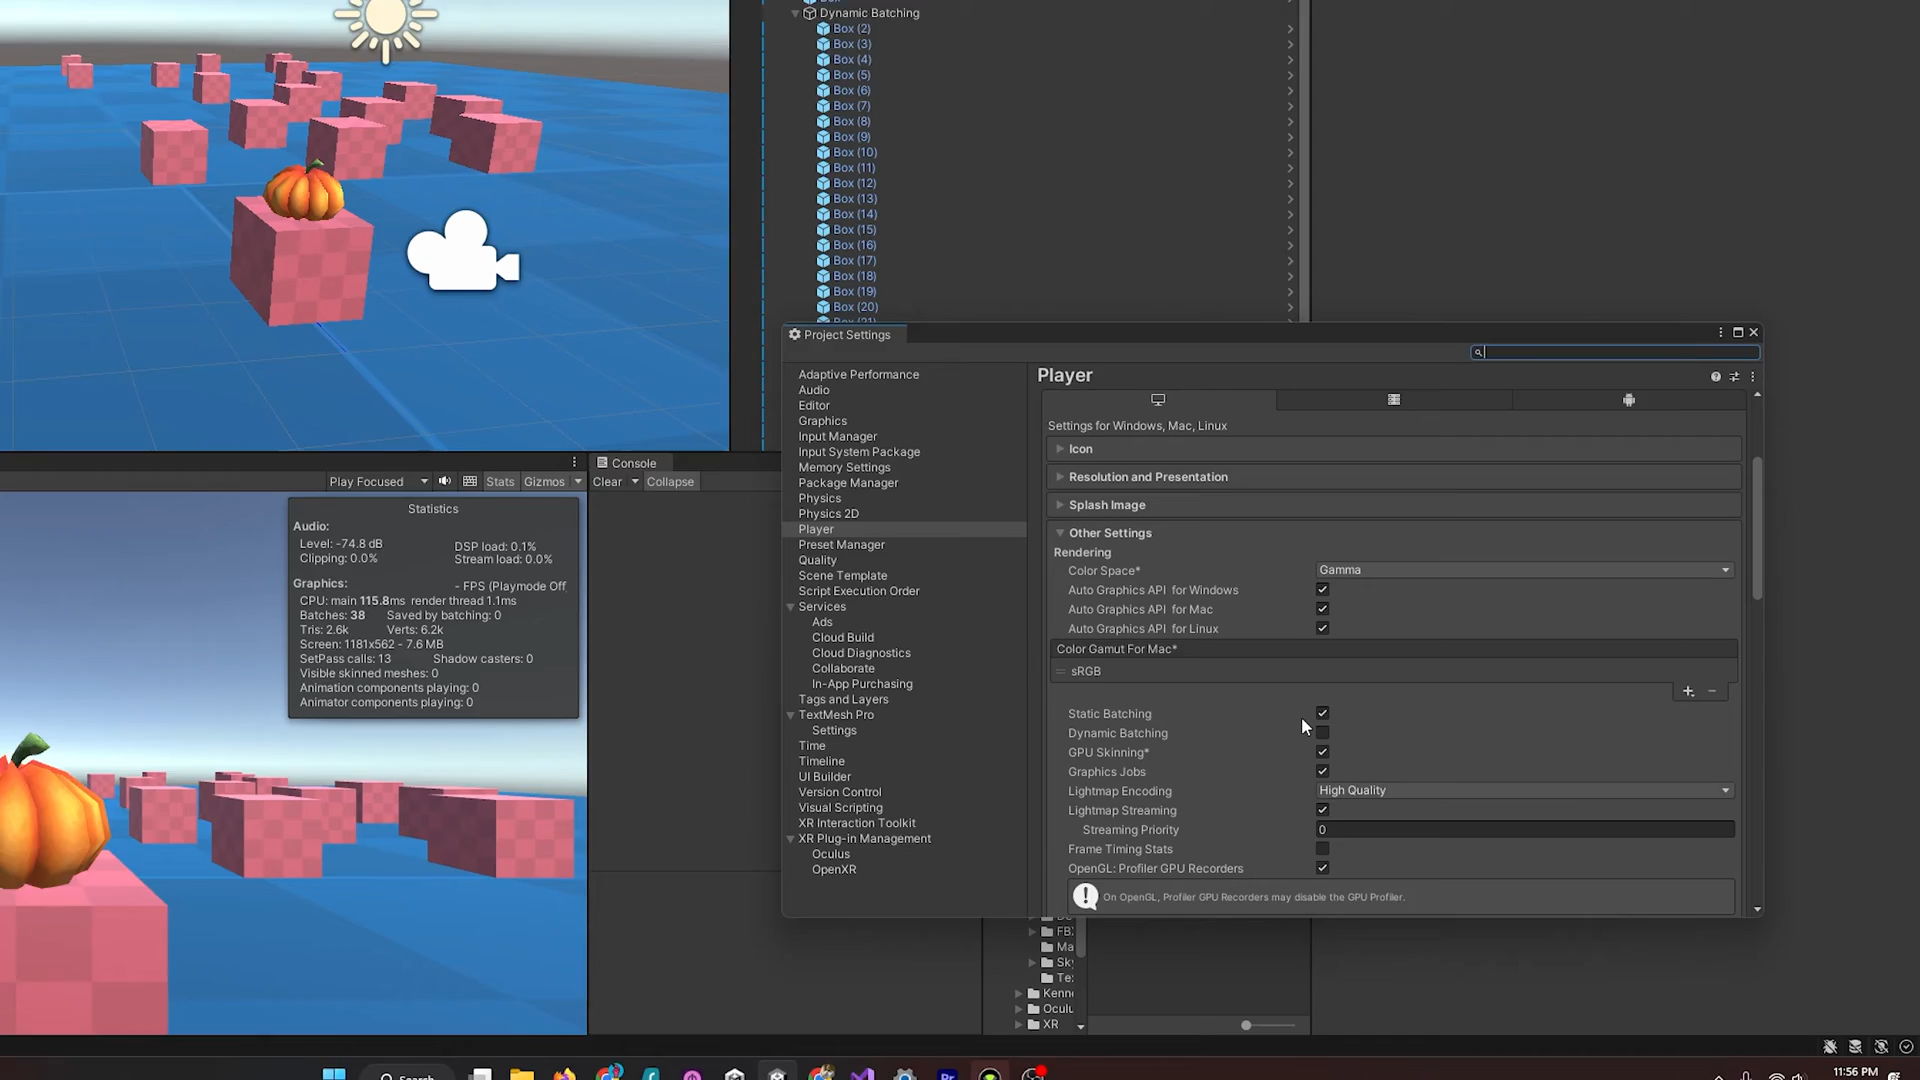 Dynamic Batching
Box (2)
Box (3)
Box (4)
Box (5)
Box (6)
Box (7)
Box (8)
Box (9)
Box (10)
Box (11)
Box (12)
Box (13)
Box (14)
Box (15)
Box (16)
Box (17)
Box (18)
Box (19)
Box (20)
Project Settings
Adaptive Performance
Audio
Editor
Graphics
Input Manager
Input System Package
Memory Settings
Package Manager
Physics
Physics 2D
Player
Preset Manager
Quality
Scene Template
Script Execution Order
Services
Ads
Cloud Build
Cloud Diagnostics
Collaborate
In-App Purchasing
Tags and Layers
TextMesh Pro
Settings
Time
Timeline
UI Builder
Version Control
Visual Scripting
XR Interaction Toolkit
XR Plug-in Management
Oculus
OpenXR
Player
Settings for Windows, Mac, Linux
Icon
Resolution and Presentation
Splash Image
Other Settings
Rendering
Color Space* Gamma
Auto Graphics API for Windows
Auto Graphics API for Mac
Auto Graphics API for Linux
Color Gamut For Mac*
sRGB
Static Batching
Dynamic Batching
GPU Skinning*
Graphics Jobs
Lightmap Encoding High Quality
Lightmap Streaming
Streaming Priority 0
Frame Timing Stats
OpenGL: Profiler GPU Recorders
On OpenGL, Profiler GPU Recorders may disable the GPU Profiler.
Console
Play Focused Stats Gizmos Clear Collapse
Statistics
Audio:
Level: -74.8 dB DSP load: 0.1%
Clipping: 0.0% Stream load: 0.0%
Graphics: - FPS (Playmode Off
CPU: main 115.8ms render thread 1.1ms
Batches: 38 Saved by batching: 0
Tris: 2.6k Verts: 6.2k
Screen: 1181x562 - 7.6 MB
SetPass calls: 13 Shadow casters: 0
Visible skinned meshes: 0
Animation components playing: 0
Animator components playing: 0
FB
Ma
Sky
Te
Kenn
Oculu
XR
Search
Pr
11:56 PM